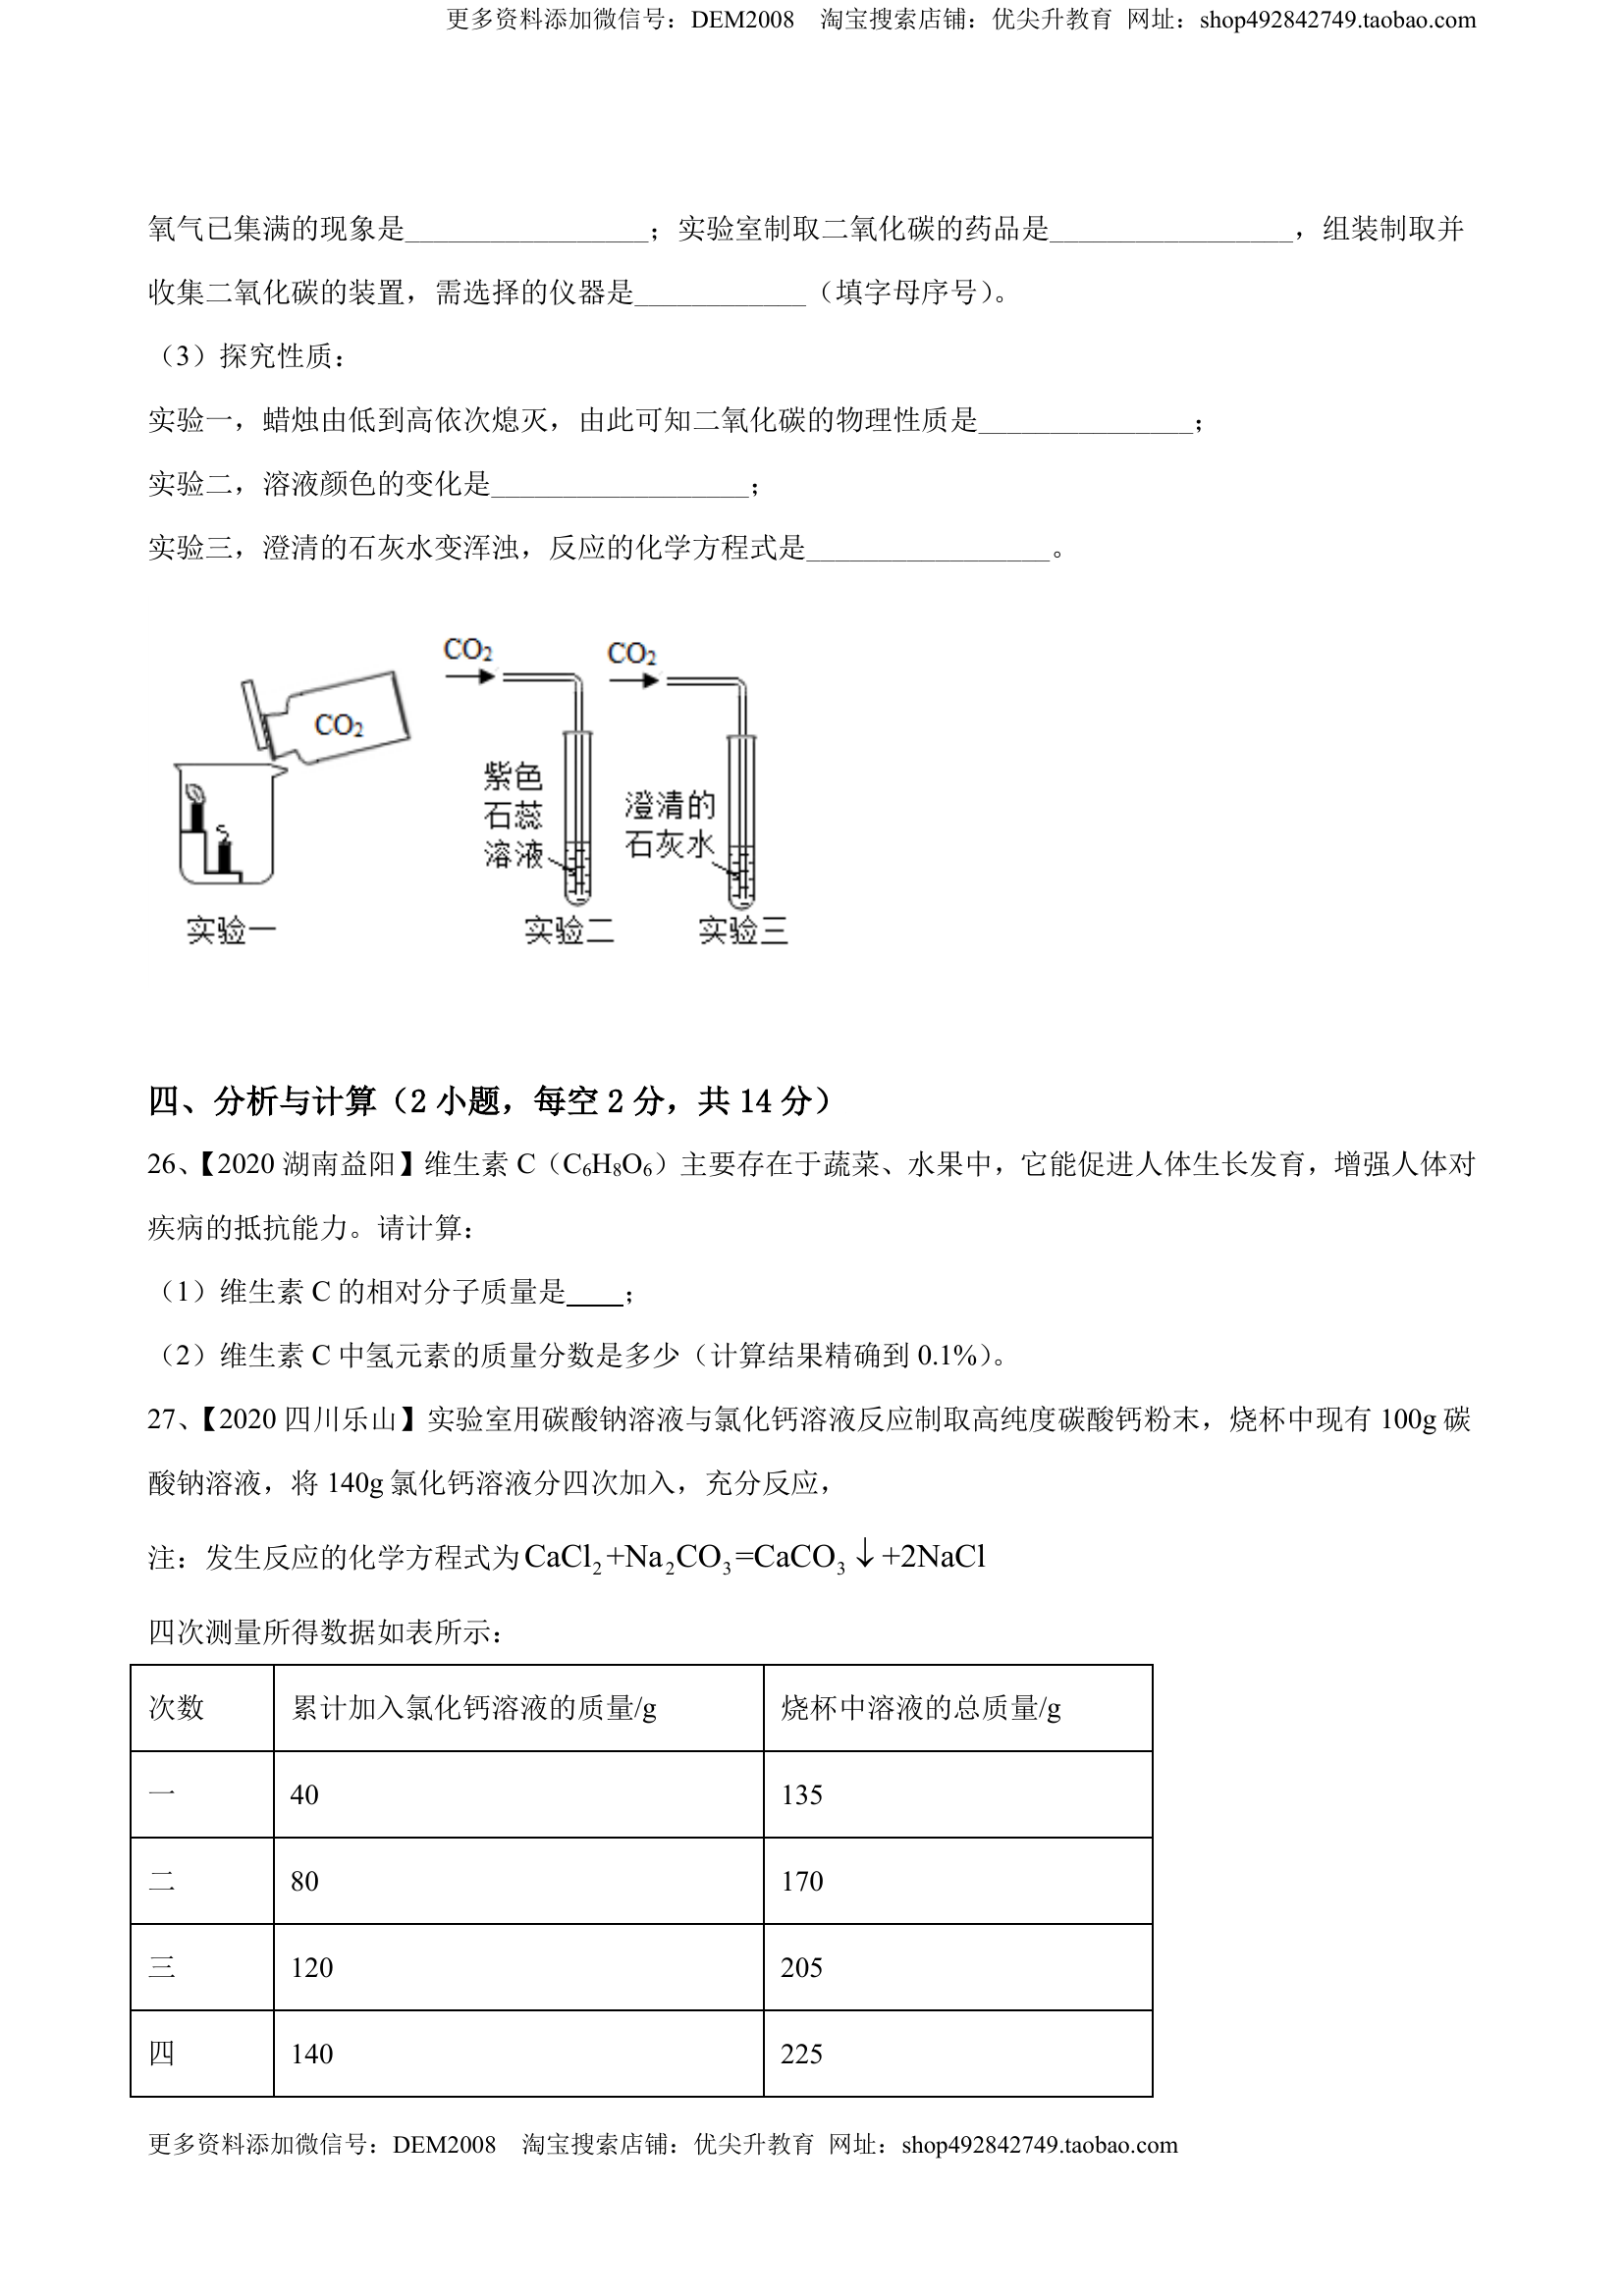 更多资料添加微信号：DEM2008 淘宝搜索店铺：优尖升教育 网址：shop492842749.taobao.com
氧气已集满的现象是_________________；实验室制取二氧化碳的药品是_________________，组装制取并
收集二氧化碳的装置，需选择的仪器是____________（填字母序号）。
（3）探究性质：
实验一，蜡烛由低到高依次熄灭，由此可知二氧化碳的物理性质是_______________；
实验二，溶液颜色的变化是__________________；
实验三，澄清的石灰水变浑浊，反应的化学方程式是_________________。
CO₂
CO₂
CO₂
紫色
石蕊
溶液
澄清的
石灰水
实验一
实验二
实验三
四、分析与计算（2 小题，每空 2 分，共 14 分）
26、【2020 湖南益阳】维生素 C（C₆H₈O₆）主要存在于蔬菜、水果中，它能促进人体生长发育，增强人体对
疾病的抵抗能力。请计算：
（1）维生素 C 的相对分子质量是____；
（2）维生素 C 中氢元素的质量分数是多少（计算结果精确到 0.1%）。
27、【2020 四川乐山】实验室用碳酸钠溶液与氯化钙溶液反应制取高纯度碳酸钙粉末，烧杯中现有 100g 碳
酸钠溶液，将 140g 氯化钙溶液分四次加入，充分反应，
注：发生反应的化学方程式为CaCl₂+Na₂CO₃=CaCO₃↓+2NaCl
四次测量所得数据如表所示：
次数 累计加入氯化钙溶液的质量/g 烧杯中溶液的总质量/g
一 40 135
二 80 170
三 120 205
四 140 225
更多资料添加微信号：DEM2008 淘宝搜索店铺：优尖升教育 网址：shop492842749.taobao.com